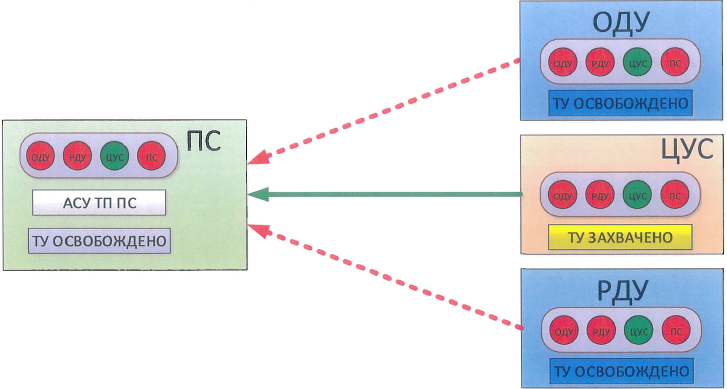 ПС
ОДУ РДУ ЦУС ПС
АСУ ТП ПС
ТУ ОСВОБОЖДЕНО
ОДУ
ОДУ РДУ ЦУС ПС
ТУ ОСВОБОЖДЕНО
ЦУС
ОДУ РДУ ЦУС ПС
ТУ ЗАХВАЧЕНО
РДУ
ОДУ РДУ ЦУС ПС
ТУ ОСВОБОЖДЕНО